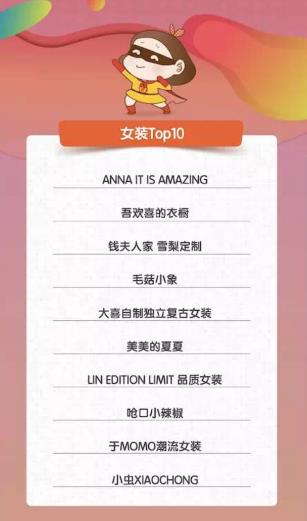 女装Top10
ANNA IT IS AMAZING
吾欢喜的衣橱
钱夫人家 雪梨定制
毛菇小象
大喜自制独立复古女装
美美的夏夏
LIN EDITION LIMIT 品质女装
呛口小辣椒
于MOMO潮流女装
小虫XIAOCHONG